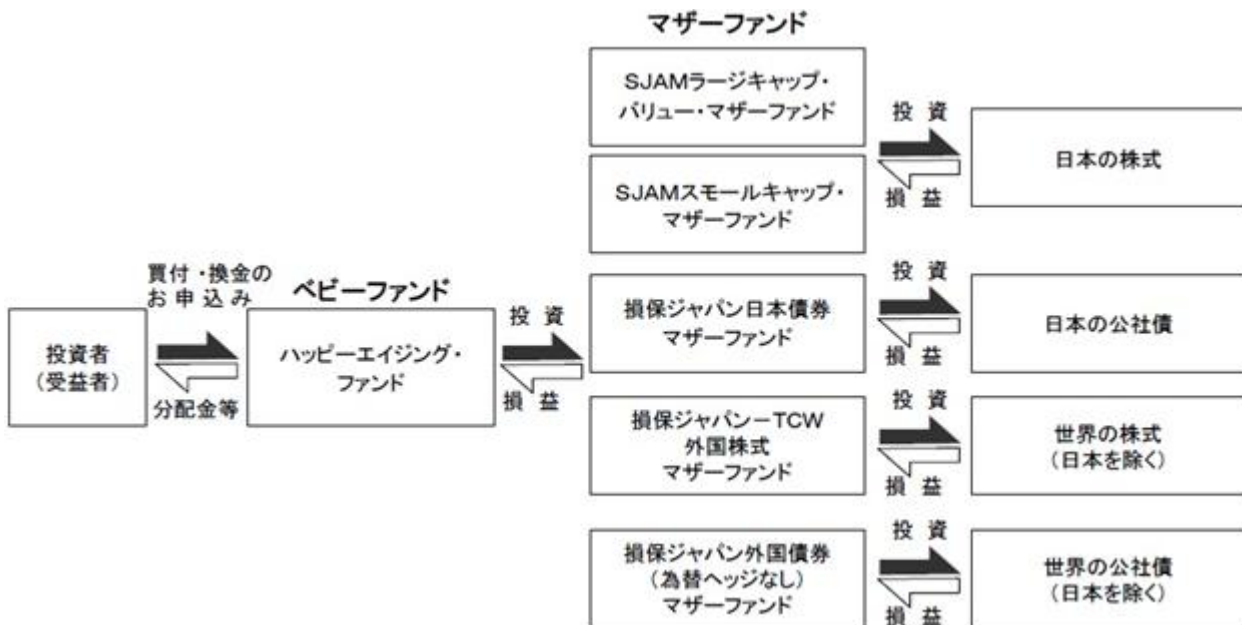 マザーファンド
SJAMラージキャップ・
バリュー・マザーファンド
投 資
損 益
日本の株式
SJAMスモールキャップ・
マザーファンド
買付・換金の
お 申 込 み
分配金等
投資者
(受益者)
ベビーファンド
ハッピーエイジング・
ファンド
投 資
損 益
損保ジャパン日本債券
マザーファンド
投 資
損 益
日本の公社債
損保ジャパン－TCW
外国株式
マザーファンド
投 資
損 益
世界の株式
(日本を除く)
損保ジャパン外国債券
(為替ヘッジなし)
マザーファンド
投 資
損 益
世界の公社債
(日本を除く)